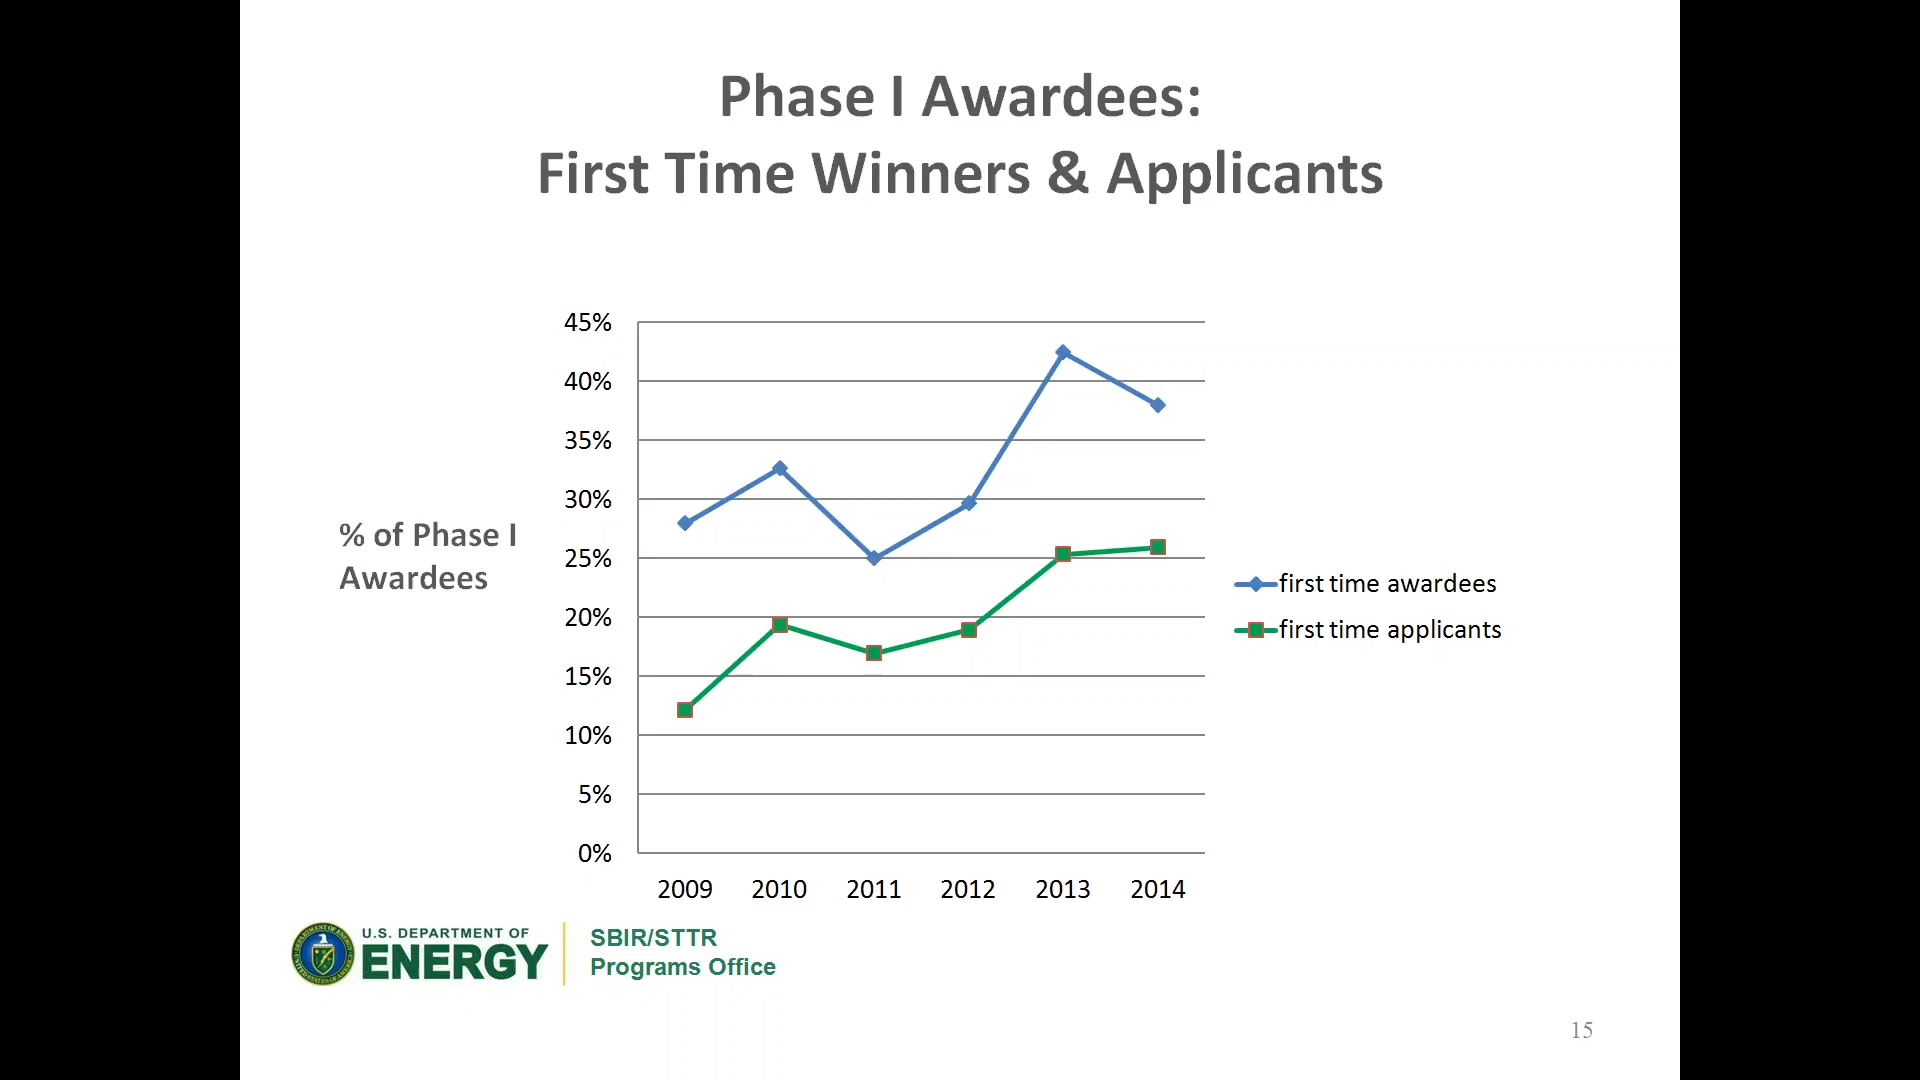 Phase I Awardees:
First Time Winners & Applicants
45%
40%
35%
30%
25%
20%
15%
10%
5%
0%
% of Phase I
Awardees
2009 2010 2011 2012 2013 2014
first time awardees
first time applicants
U.S. DEPARTMENT OF
ENERGY
SBIR/STTR
Programs Office
15